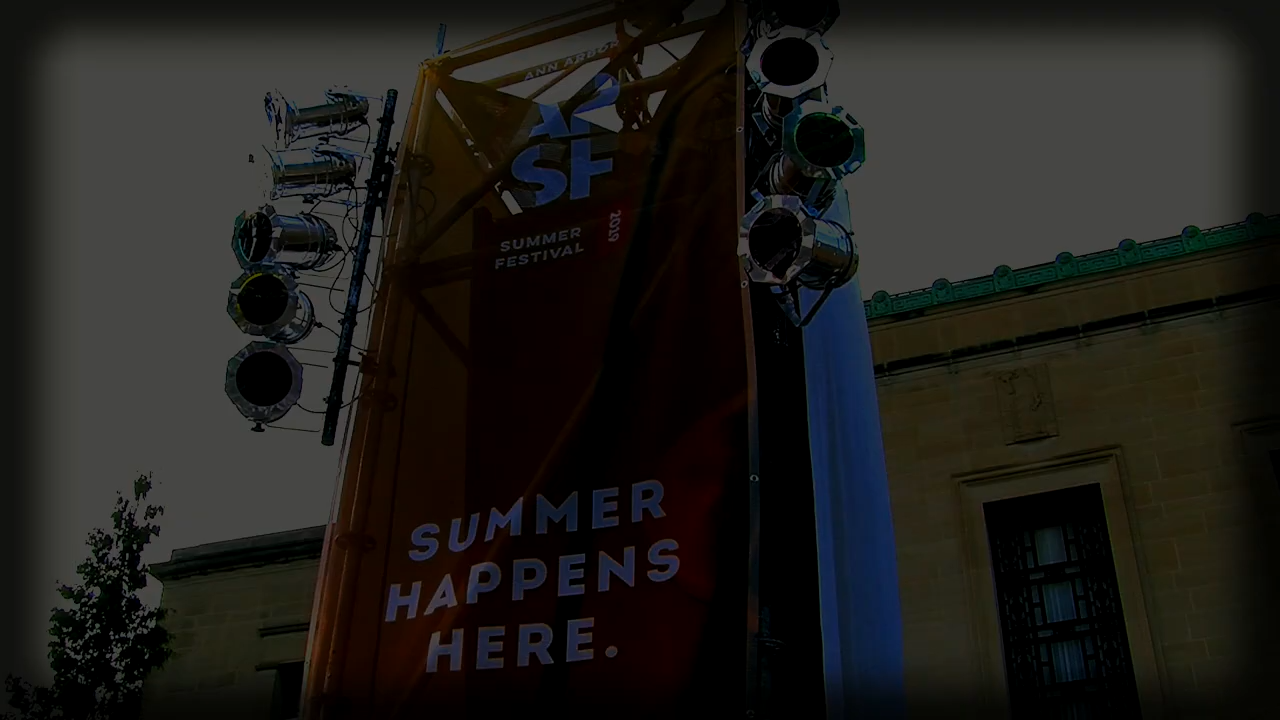 ANN ARBOR
A2
SF
SUMMER
FESTIVAL
2019
SUMMER
HAPPENS
HERE.